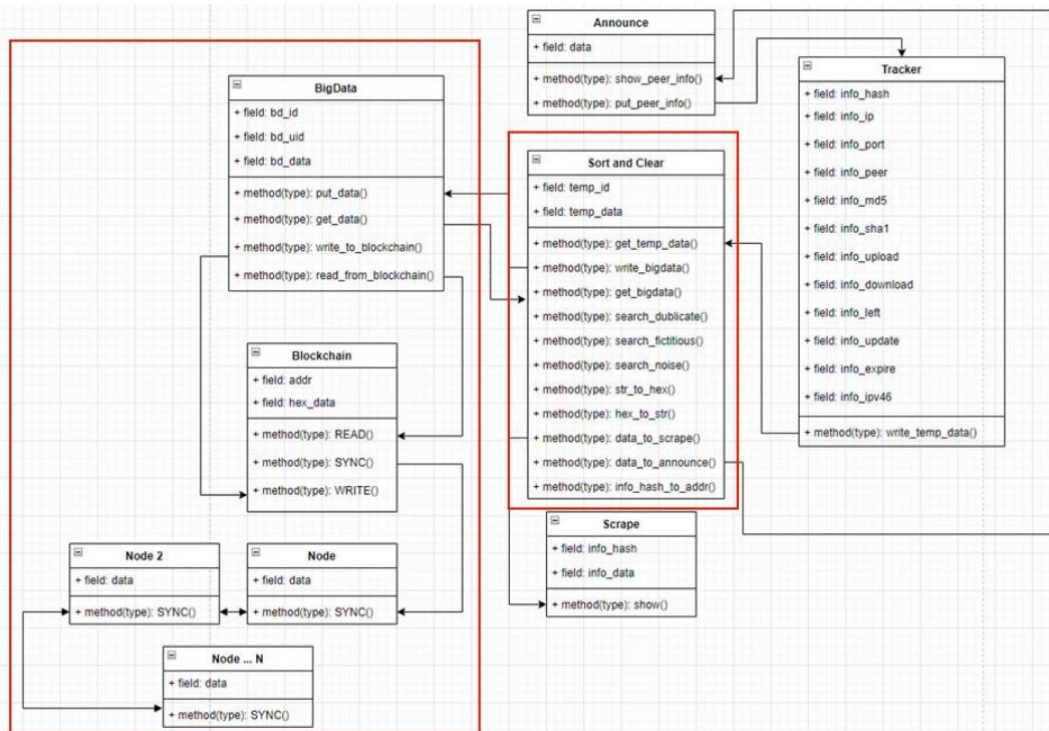 Announce
+ field: data
+ method(type): show_peer_info()
+ method(type): put_peer_info()
Tracker
+ field: info_hash
+ field: info_ip
+ field: info_port
+ field: info_peer
+ field: info_md5
+ field: info_sha1
+ field: info_upload
+ field: info_download
+ field: info_left
+ field: info_update
+ field: info_expire
+ field: info_ipv46
+ method(type): write_temp_data()
BigData
+ field: bd_id
+ field: bd_uid
+ field: bd_data
+ method(type): put_data()
+ method(type): get_data()
+ method(type): write_to_blockchain()
+ method(type): read_from_blockchain()
Sort and Clear
+ field: temp_id
+ field: temp_data
+ method(type): get_temp_data()
+ method(type): write_bigdata()
+ method(type): get_bigdata()
+ method(type): search_dublicate()
+ method(type): search_fictitious()
+ method(type): search_noise()
+ method(type): str_to_hex()
+ method(type): hex_to_str()
+ method(type): data_to_scrape()
+ method(type): data_to_announce()
+ method(type): info_hash_to_addr()
Blockchain
+ field: addr
+ field: hex_data
+ method(type): READ()
+ method(type): SYNC()
+ method(type): WRITE()
Scrape
+ field: info_hash
+ field: info_data
+ method(type): show()
Node 2
+ field: data
+ method(type): SYNC()
Node
+ field: data
+ method(type): SYNC()
Node ... N
+ field: data
+ method(type): SYNC()